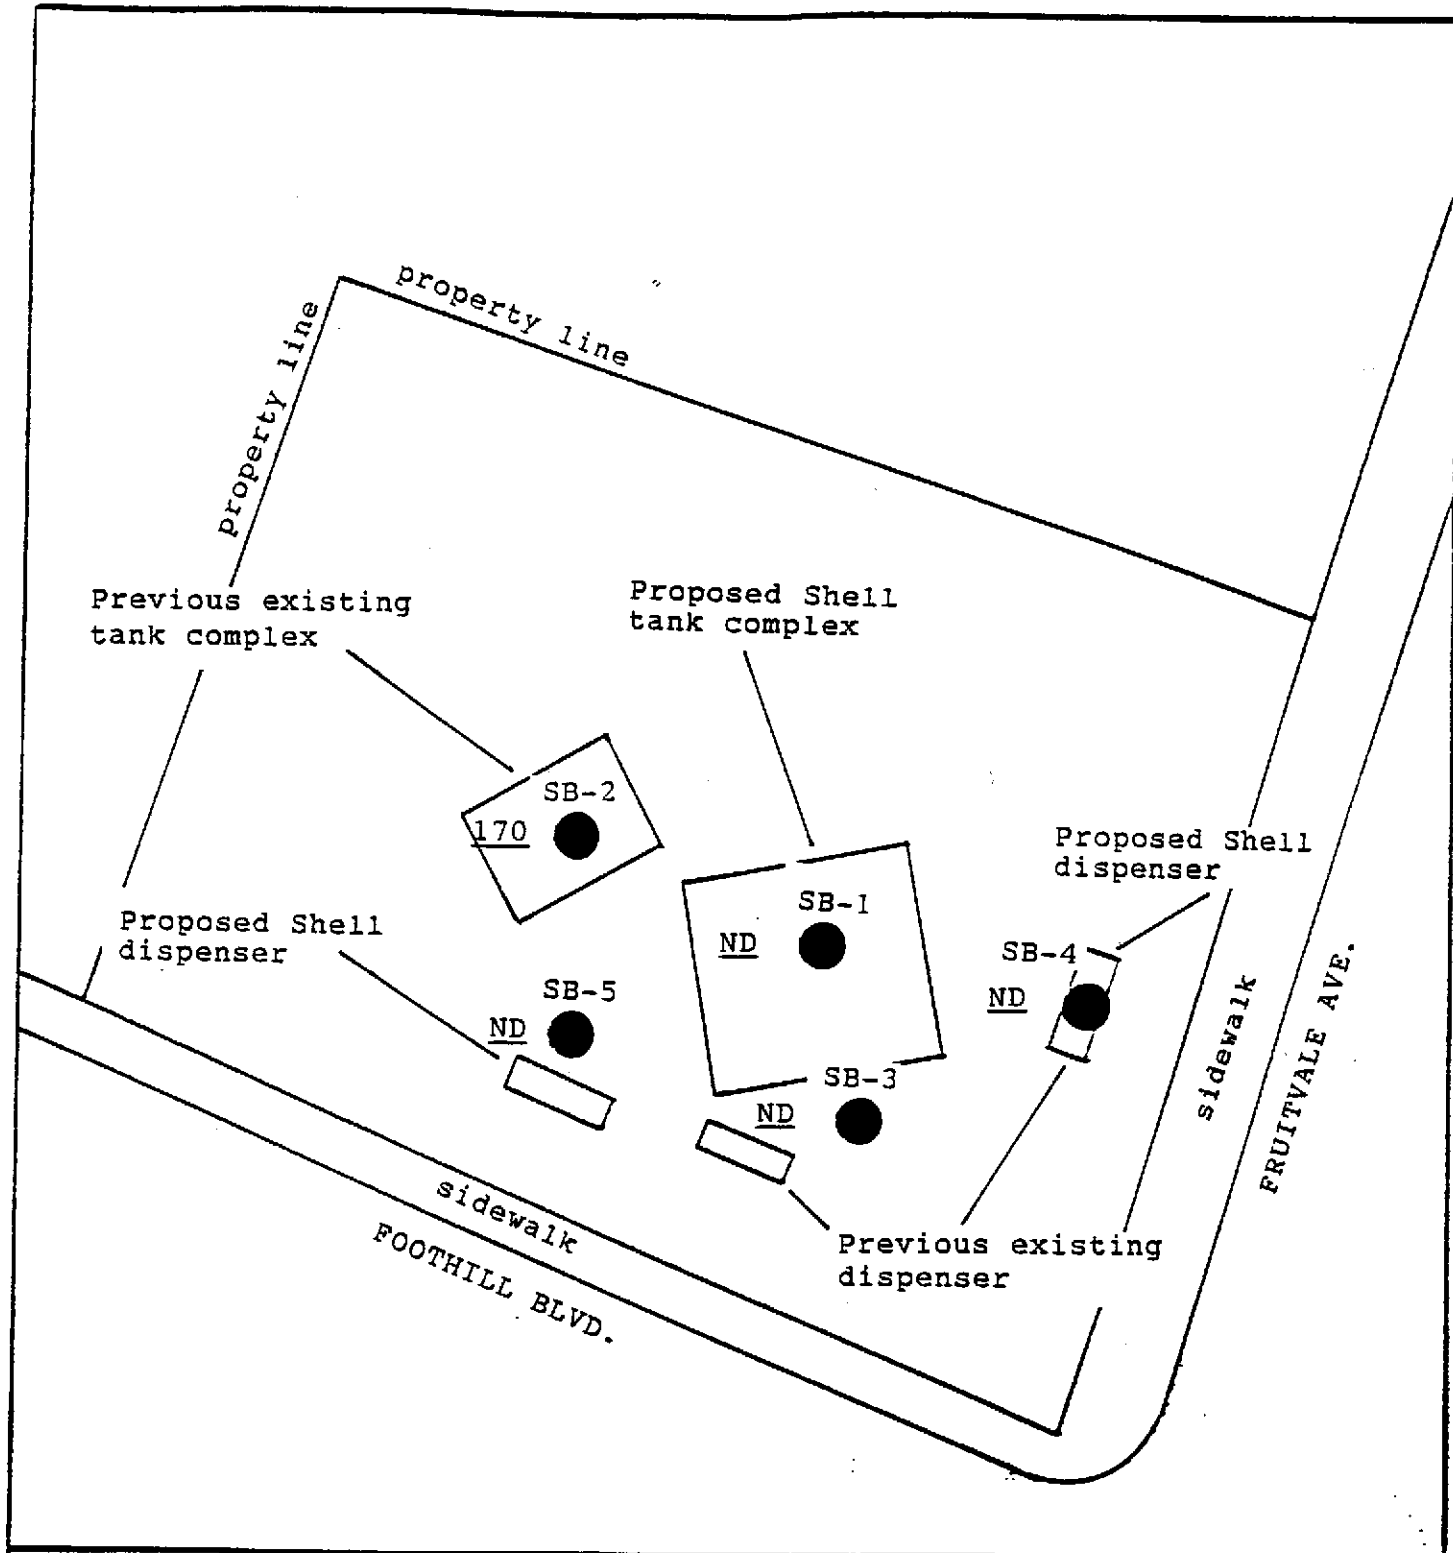 property line
property line
Previous existing
tank complex
Proposed Shell
tank complex
SB-2
170
Proposed Shell
dispenser
SB-1
ND
Proposed Shell
dispenser
SB-4
ND
SB-5
ND
SB-3
ND
sidewalk
FRUITVALE AVE.
sidewalk
FOOTHILL BLVD.
Previous existing
dispenser